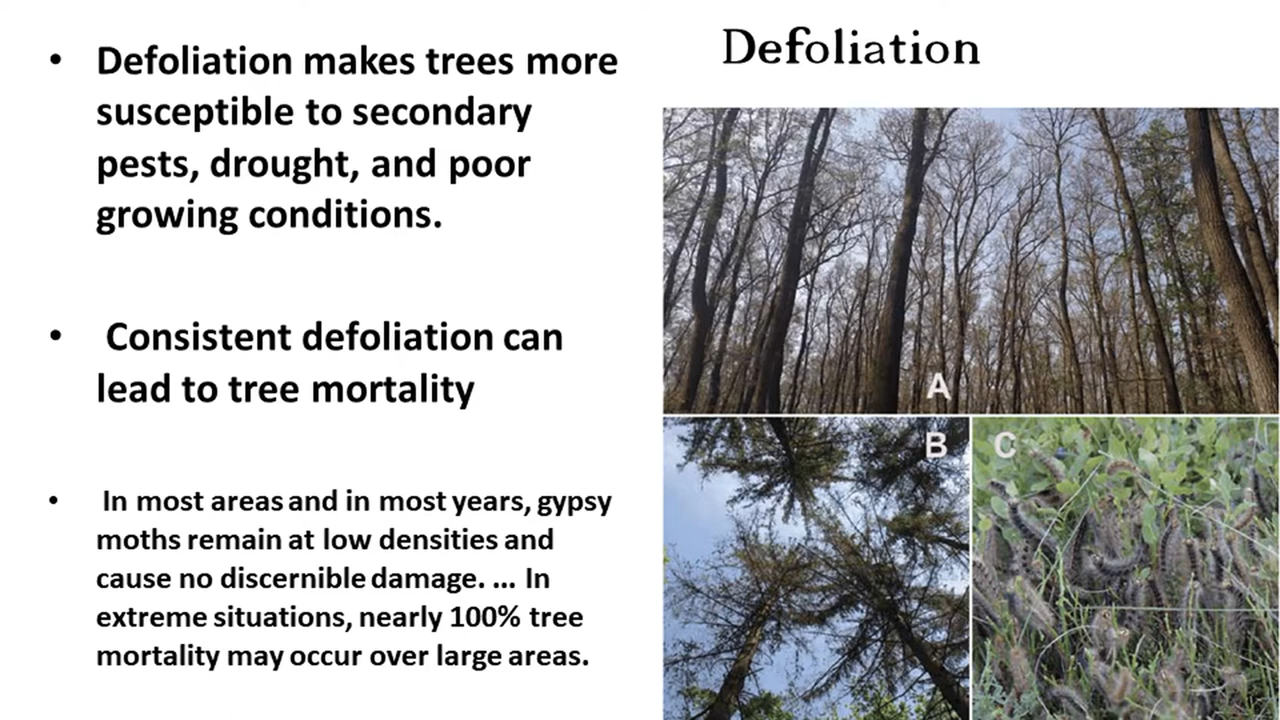 Defoliation
• Defoliation makes trees more
susceptible to secondary
pests, drought, and poor
growing conditions.
• Consistent defoliation can
lead to tree mortality
• In most areas and in most years, gypsy
moths remain at low densities and
cause no discernible damage. ... In
extreme situations, nearly 100% tree
mortality may occur over large areas.
A
B
C